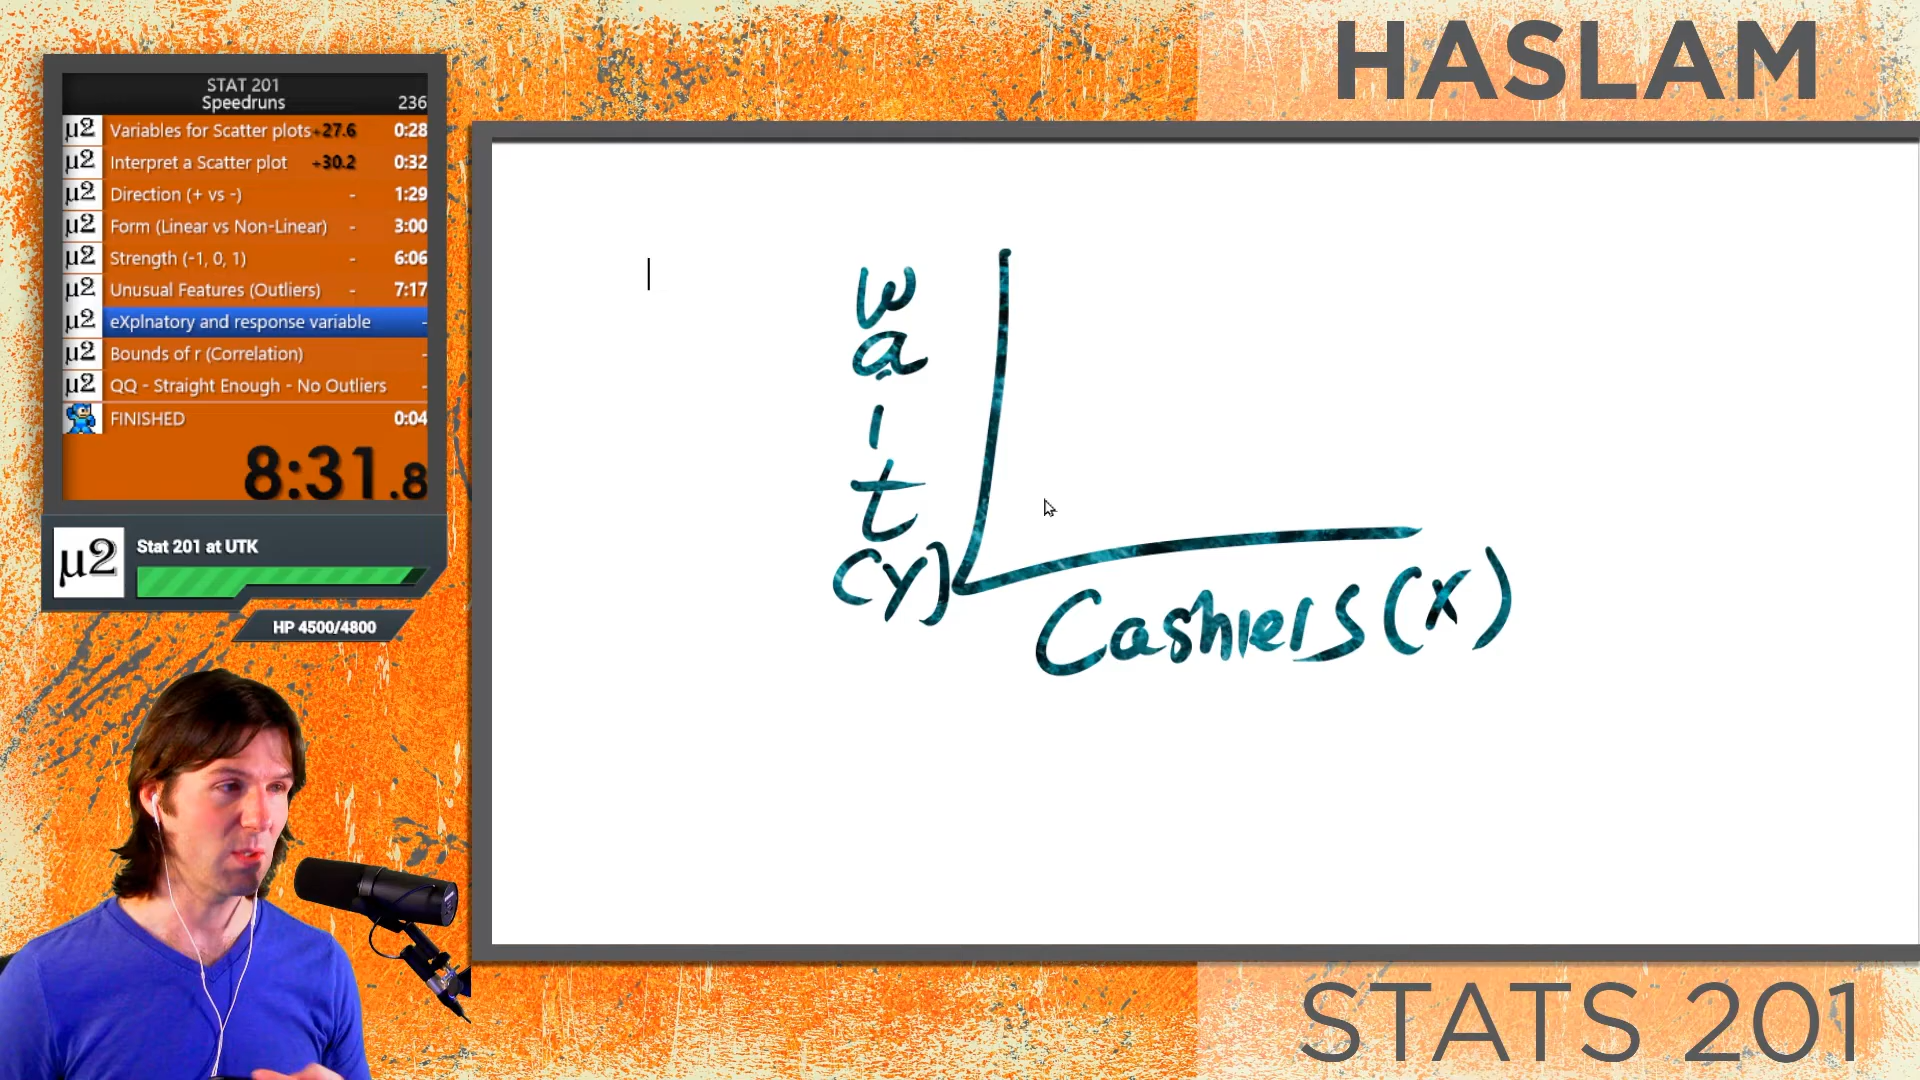 HASLAM
STAT 201
Speedruns 236
µ2 Variables for Scatter plots +27.6 0:28
µ2 Interpret a Scatter plot +30.2 0:32
µ2 Direction (+ vs -) - 1:29
µ2 Form (Linear vs Non-Linear) - 3:00
µ2 Strength (-1, 0, 1) - 6:06
µ2 Unusual Features (Outliers) - 7:17
µ2 eXplnatory and response variable -
µ2 Bounds of r (Correlation) -
µ2 QQ - Straight Enough - No Outliers -
FINISHED 0:04
8:31.8
µ2 Stat 201 at UTK
HP 4500/4800
wait
(y)
Cashiers (x)
STATS 201